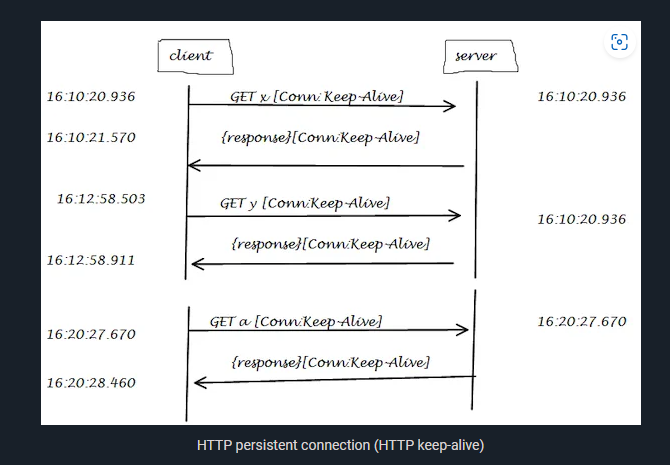 client server
16:10:20.936 GET x [Conn: Keep-Alive] 16:10:20.936
16:10:21.570 {response}[Conn:Keep-Alive]
16:12:58.503 GET y [Conn:Keep-Alive]
16:10:20.936
{response}[Conn:Keep-Alive]
16:12:58.911
GET a [Conn:Keep-Alive] 16:20:27.670
16:20:27.670
{response}[Conn:Keep-Alive]
16:20:28.460
HTTP persistent connection (HTTP keep-alive)